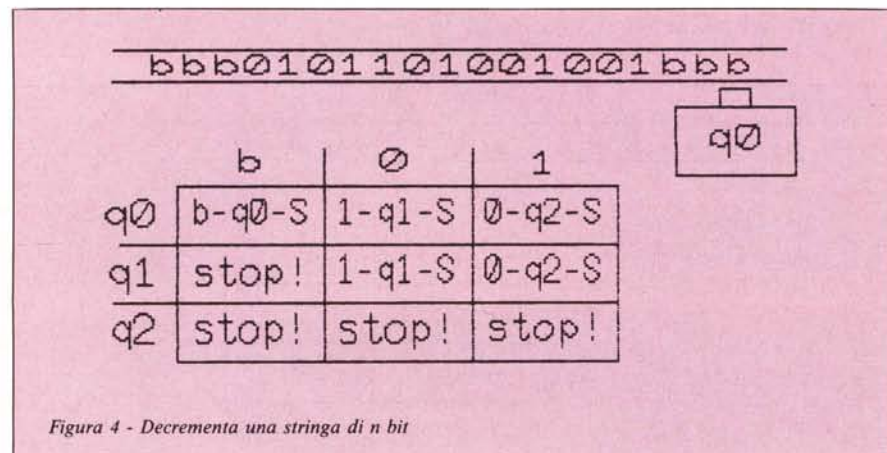 bbb0101101001001bbb
q0
b 0 1
q0 b-q0-S 1-q1-S 0-q2-S
q1 stop! 1-q1-S 0-q2-S
q2 stop! stop! stop!
Figura 4 - Decrementa una stringa di n bit